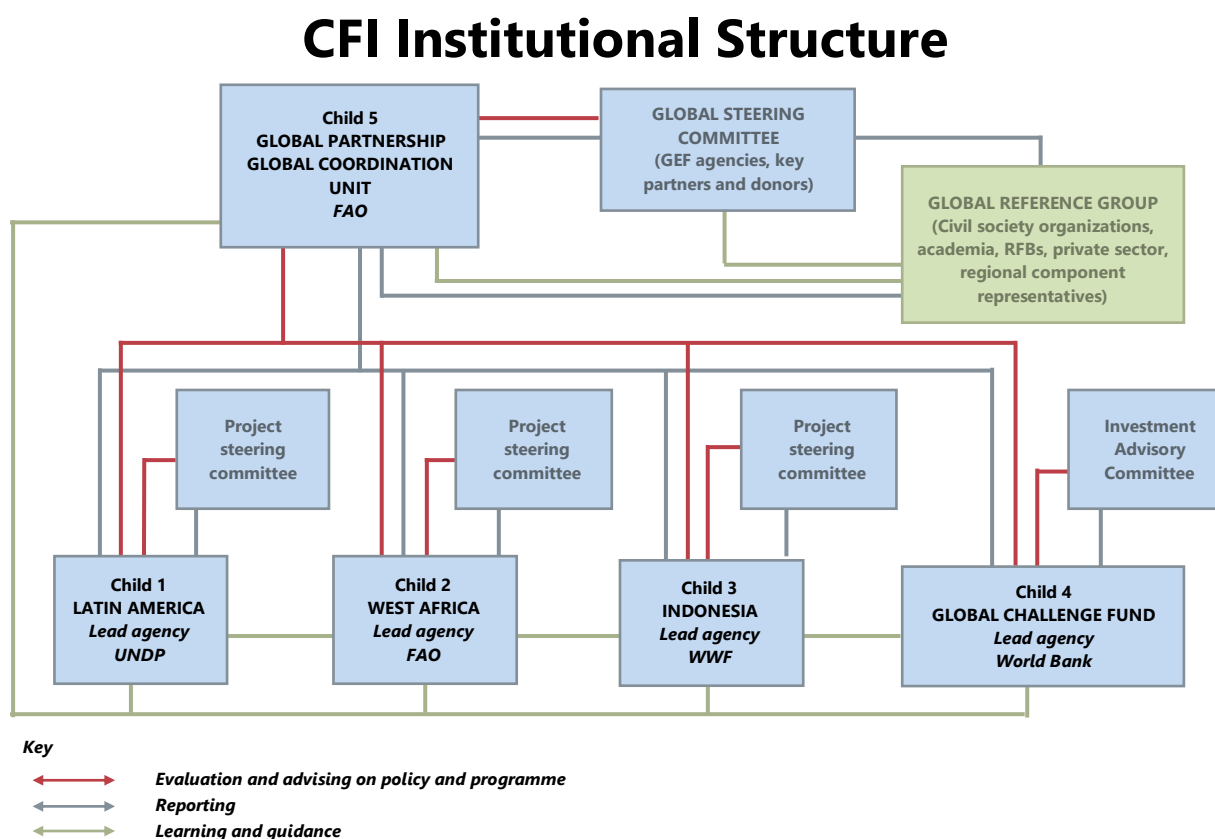 CFI Institutional Structure
Child 5
GLOBAL PARTNERSHIP
GLOBAL COORDINATION
UNIT
FAO
GLOBAL STEERING
COMMITTEE
(GEF agencies, key
partners and donors)
GLOBAL REFERENCE GROUP
(Civil society organizations,
academia, RFBs, private sector,
regional component
representatives)
Project
steering
committee
Project
steering
committee
Project
steering
committee
Investment
Advisory
Committee
Child 1
LATIN AMERICA
Lead agency
UNDP
Child 2
WEST AFRICA
Lead agency
FAO
Child 3
INDONESIA
Lead agency
WWF
Child 4
GLOBAL CHALLENGE FUND
Lead agency
World Bank
Key
Evaluation and advising on policy and programme
Reporting
Learning and guidance